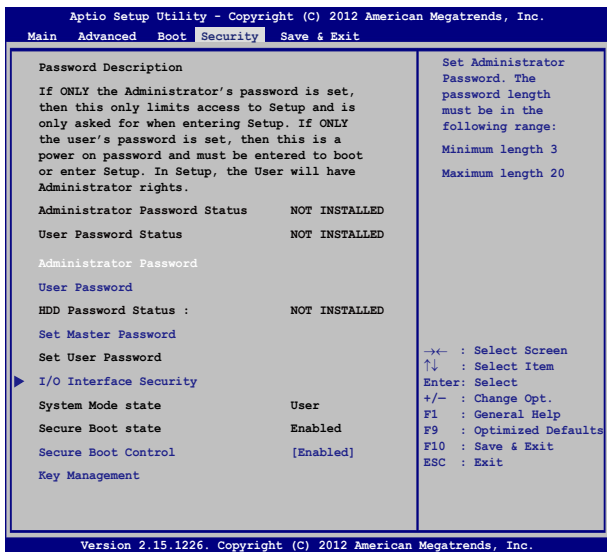 Aptio Setup Utility - Copyright (C) 2012 American Megatrends, Inc.
Main Advanced Boot Security Save & Exit
Password Description
If ONLY the Administrator's password is set,
then this only limits access to Setup and is
only asked for when entering Setup. If ONLY
the user's password is set, then this is a
power on password and must be entered to boot
or enter Setup. In Setup, the User will have
Administrator rights.
Administrator Password Status NOT INSTALLED
User Password Status NOT INSTALLED
Administrator Password
User Password
HDD Password Status : NOT INSTALLED
Set Master Password
Set User Password
I/O Interface Security
System Mode state User
Secure Boot state Enabled
Secure Boot Control [Enabled]
Key Management
Set Administrator
Password. The
password length
must be in the
following range:
Minimum length 3
Maximum length 20
→← : Select Screen
↑↓ : Select Item
Enter: Select
+/— : Change Opt.
F1 : General Help
F9 : Optimized Defaults
F10 : Save & Exit
ESC : Exit
Version 2.15.1226. Copyright (C) 2012 American Megatrends, Inc.